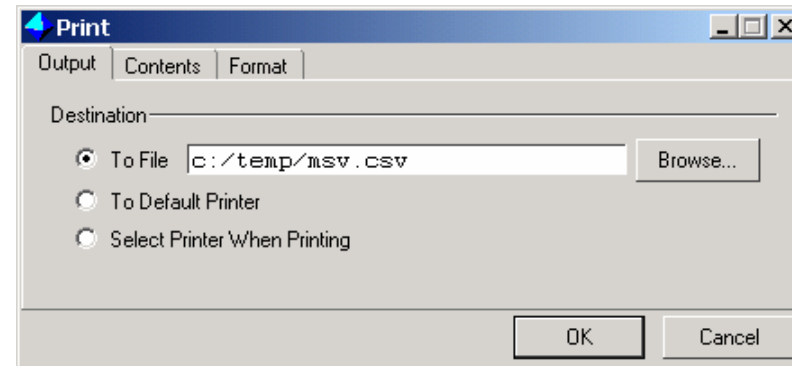 Print
Output Contents Format
Destination
To File c:/temp/msv.csv Browse...
To Default Printer
Select Printer When Printing
OK Cancel